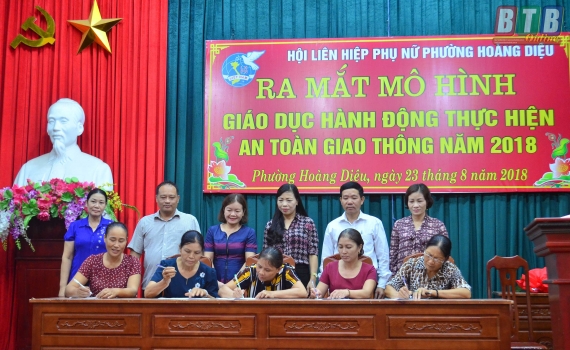 BTB
Online
HỘI LIÊN HIỆP PHỤ NỮ PHƯỜNG HOÀNG DIỆU
RA MẮT MÔ HÌNH
GIÁO DỤC HÀNH ĐỘNG THỰC HIỆN
AN TOÀN GIAO THÔNG NĂM 2018
Phường Hoàng Diệu, ngày 23 tháng 8 năm 2018